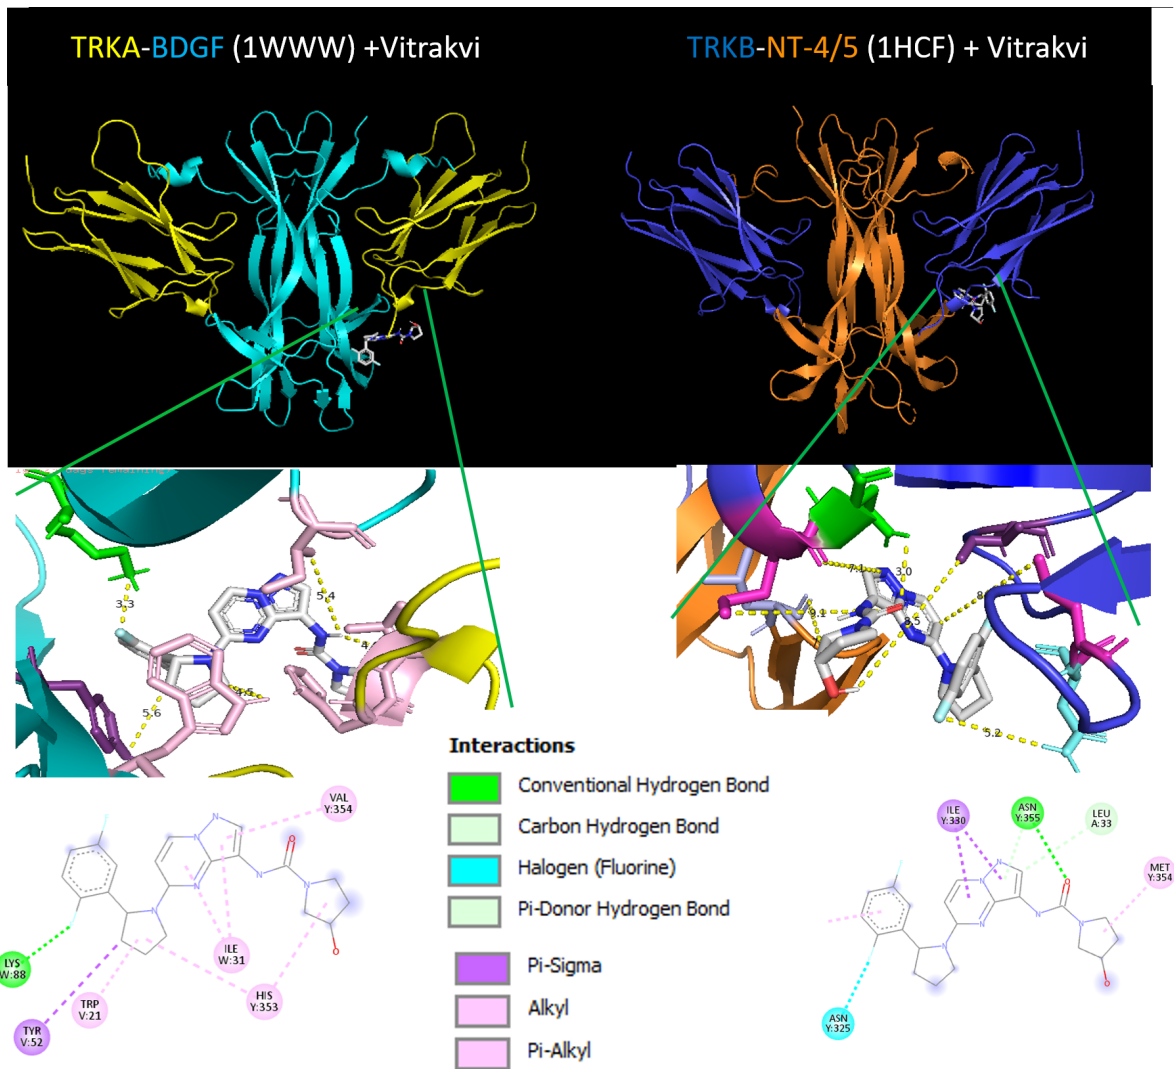 TRKA-BDGF (1WWW) +Vitrakvi
TRKB-NT-4/5 (1HCF) + Vitrakvi
3.3
5.4
4.5
5.6
7.1
3.0
9.1
8.5
5.2
Interactions
Conventional Hydrogen Bond
Carbon Hydrogen Bond
Halogen (Fluorine)
Pi-Donor Hydrogen Bond
Pi-Sigma
Alkyl
Pi-Alkyl
VAL
Y:354
N
N
N
N
NH
O
N
O
LYS
W:88
ILE
W:31
TRP
V:21
HIS
Y:353
TYR
V:52
ILE
Y:330
ASN
Y:355
LEU
A:33
MET
Y:354
N
N
N
N
NH
O
N
O
ASN
Y:325